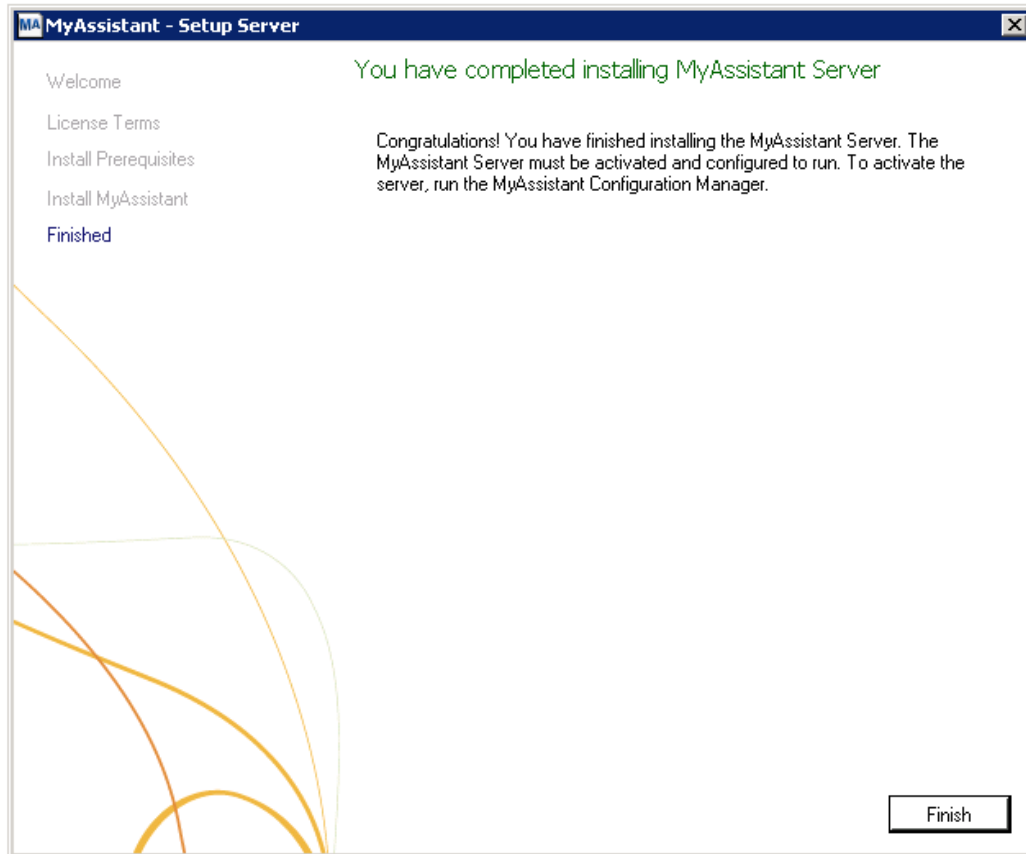 MA MyAssistant - Setup Server
Welcome
License Terms
Install Prerequisites
Install MyAssistant
Finished
You have completed installing MyAssistant Server
Congratulations! You have finished installing the MyAssistant Server. The
MyAssistant Server must be activated and configured to run. To activate the
server, run the MyAssistant Configuration Manager.
Finish